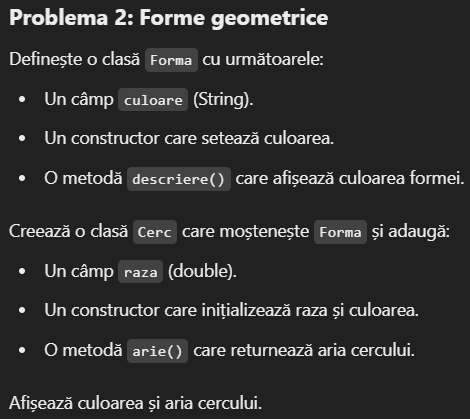 Problema 2: Forme geometrice
Definește o clasă Forma cu următoarele:
• Un câmp culoare (String).
• Un constructor care setează culoarea.
• O metodă descriere() care afișează culoarea formei.
Creează o clasă Cerc care moștenește Forma și adaugă:
• Un câmp raza (double).
• Un constructor care inițializează raza și culoarea.
• O metodă arie() care returnează aria cercului.
Afișează culoarea și aria cercului.